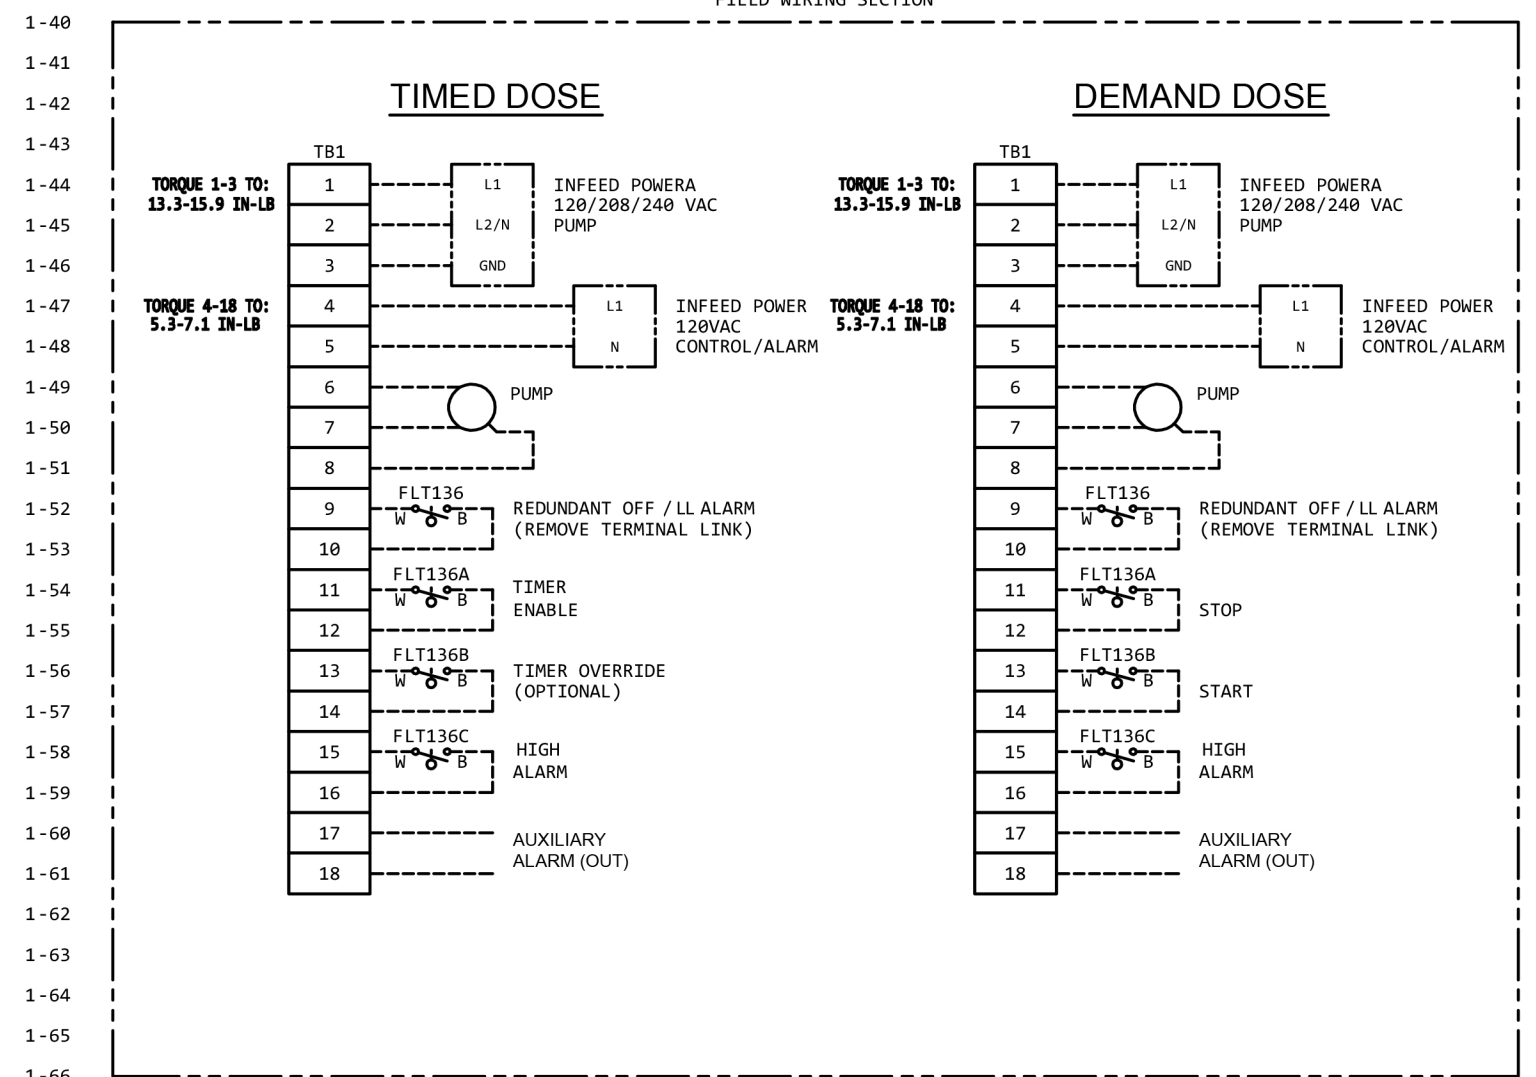 FIELD WIRING SECTION
1-40
1-41
1-42
1-43
1-44
1-45
1-46
1-47
1-48
1-49
1-50
1-51
1-52
1-53
1-54
1-55
1-56
1-57
1-58
1-59
1-60
1-61
1-62
1-63
1-64
1-65
1-66
TIMED DOSE
TB1
TORQUE 1-3 TO:
13.3-15.9 IN-LB
TORQUE 4-18 TO:
5.3-7.1 IN-LB
1
2
3
4
5
6
7
8
9
10
11
12
13
14
15
16
17
18
L1
L2/N
GND
INFEED POWERA
120/208/240 VAC
PUMP
L1
N
INFEED POWER
120VAC
CONTROL/ALARM
PUMP
FLT136
W B
REDUNDANT OFF / LL ALARM
(REMOVE TERMINAL LINK)
FLT136A
W B
TIMER
ENABLE
FLT136B
W B
TIMER OVERRIDE
(OPTIONAL)
FLT136C
W B
HIGH
ALARM
AUXILIARY
ALARM (OUT)
DEMAND DOSE
TB1
TORQUE 1-3 TO:
13.3-15.9 IN-LB
TORQUE 4-18 TO:
5.3-7.1 IN-LB
1
2
3
4
5
6
7
8
9
10
11
12
13
14
15
16
17
18
L1
L2/N
GND
INFEED POWERA
120/208/240 VAC
PUMP
L1
N
INFEED POWER
120VAC
CONTROL/ALARM
PUMP
FLT136
W B
REDUNDANT OFF / LL ALARM
(REMOVE TERMINAL LINK)
FLT136A
W B
STOP
FLT136B
W B
START
FLT136C
W B
HIGH
ALARM
AUXILIARY
ALARM (OUT)